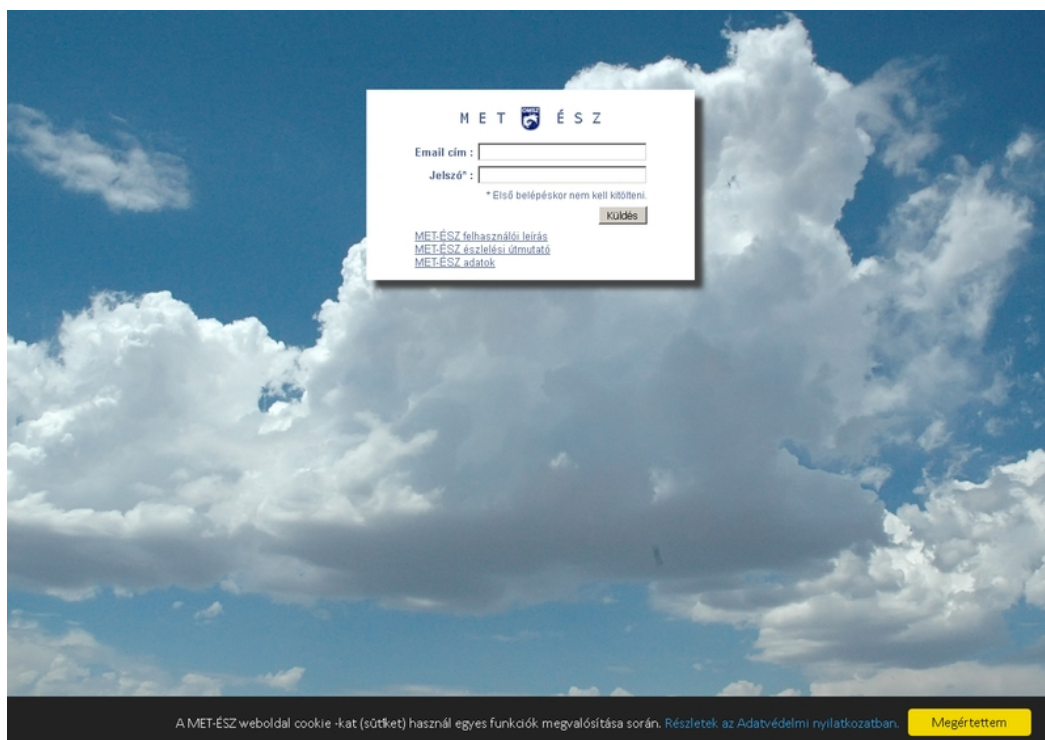 MET OMSZ ÉSZ
Email cím :
Jelszó* :
* Első belépéskor nem kell kitölteni.
Küldés
MET-ÉSZ felhasználói leírás
MET-ÉSZ észlelési útmutató
MET-ÉSZ adatok
A MET-ÉSZ weboldal cookie -kat (sütiket) használ egyes funkciók megvalósítása során. Részletek az Adatvédelmi nyilatkozatban. Megértettem